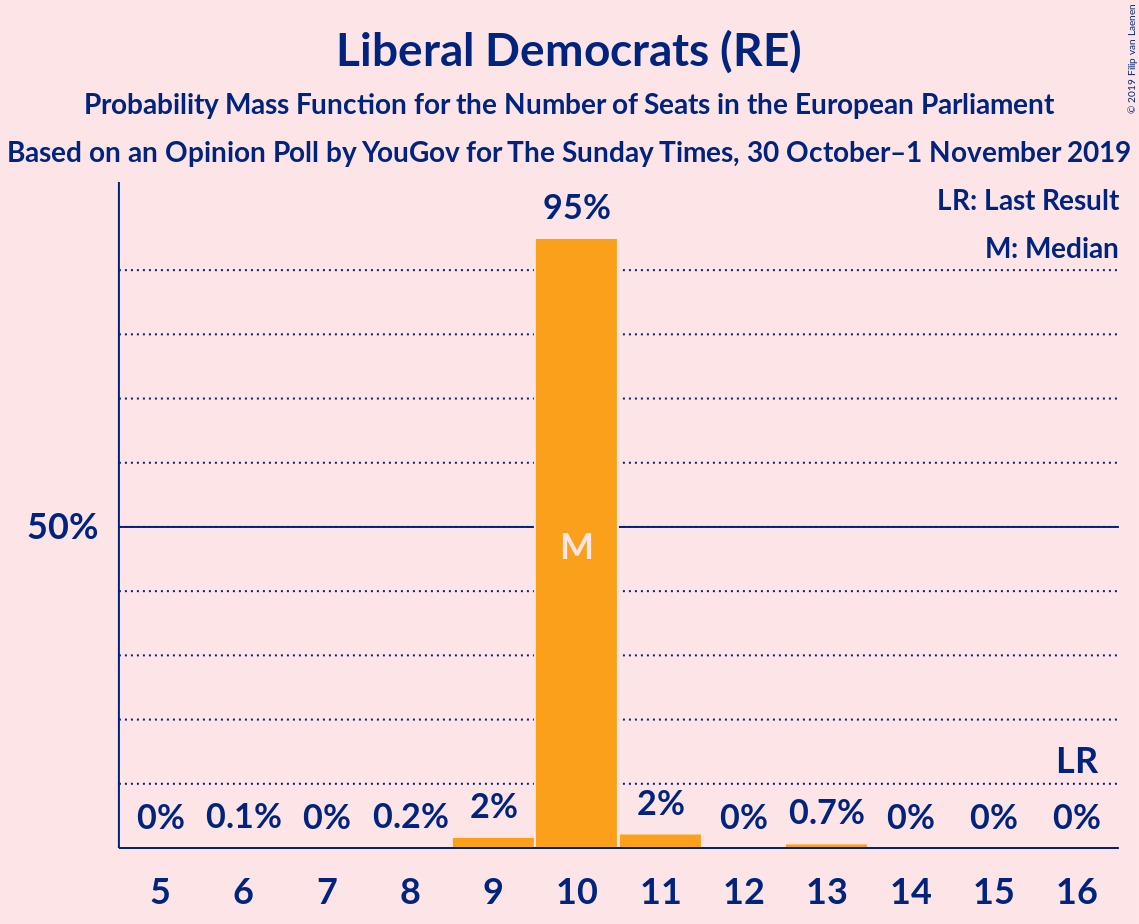 Liberal Democrats (RE)
Probability Mass Function for the Number of Seats in the European Parliament
Based on an Opinion Poll by YouGov for The Sunday Times, 30 October–1 November 2019
© 2019 Filip van Laenen
LR: Last Result
M: Median
95%
50%
M
LR
0% 0.1% 0% 0.2% 2% 2% 0% 0.7% 0% 0% 0%
5 6 7 8 9 10 11 12 13 14 15 16